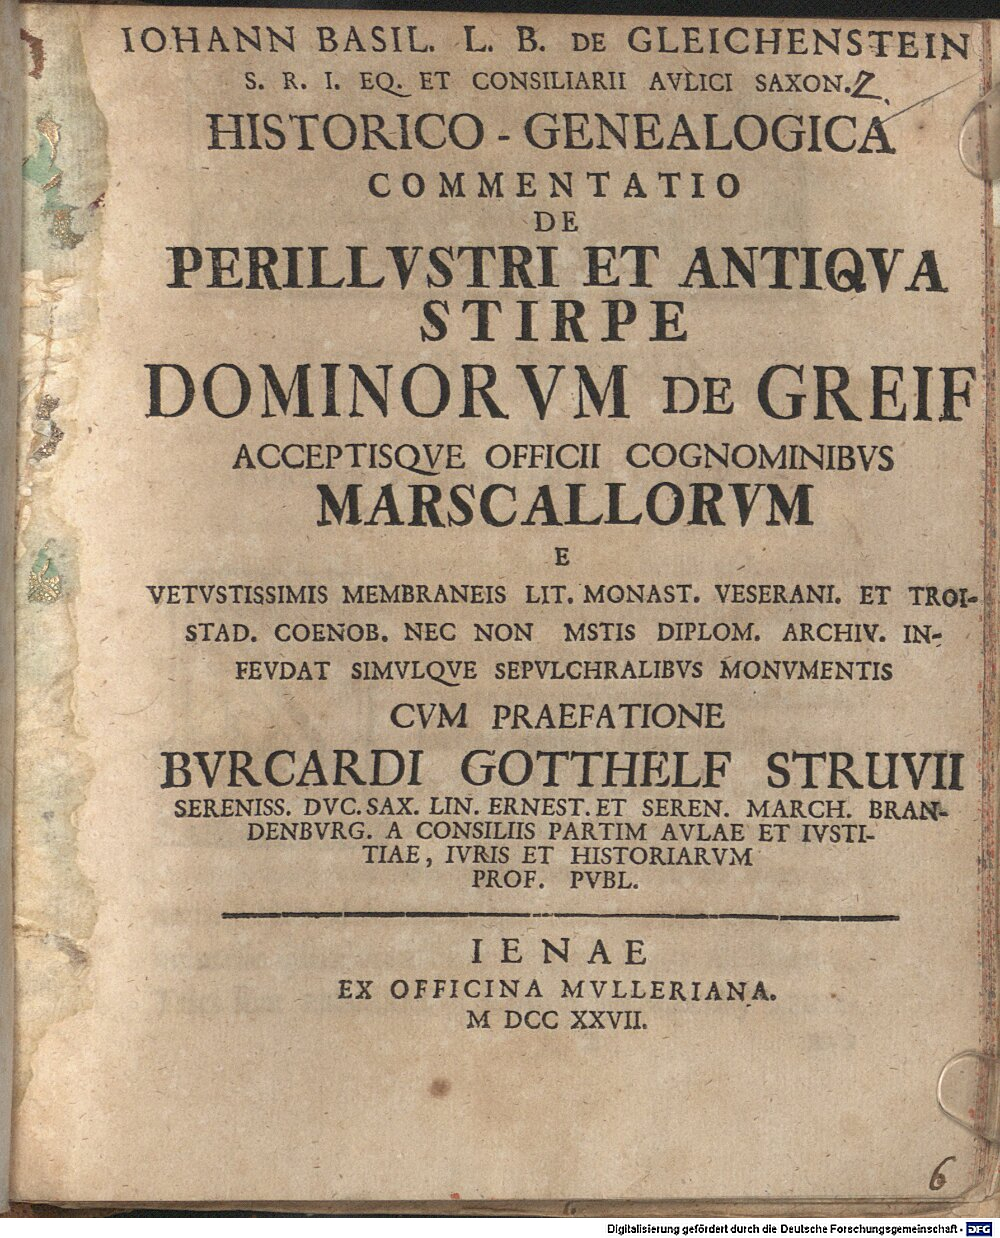 IOHANN BASIL. L. B. DE GLEICHENSTEIN
S. R. I. EQ. ET CONSILIARII AVLICI SAXON. 2.
HISTORICO - GENEALOGICA
COMMENTATIO
DE
PERILLVSTRI ET ANTIQVA
STIRPE
DOMINORVM DE GREIF
ACCEPTISQVE OFFICII COGNOMINIBVS
MARSCALLORVM
E
VETVSTISSIMIS MEMBRANEIS LIT. MONAST. VESERANI. ET TROI-
STAD. COENOB. NEC NON MSTIS DIPLOM. ARCHIV. IN-
FEVDAT SIMVLQVE SEPVLCHRALIBVS MONVMENTIS
CVM PRAEFATIONE
BVRCARDI GOTTHELF STRUVII
SERENISS. DVC. SAX. LIN. ERNEST. ET SEREN. MARCH. BRAN-
DENBVRG. A CONSILIIS PARTIM AVLAE ET IVSTI-
TIAE, IVRIS ET HISTORIARVM
PROF. PVBL.
IENAE
EX OFFICINA MVLLERIANA.
M DCC XXVII.
6
Digitalisierung gefördert durch die Deutsche Forschungsgemeinschaft - DFG